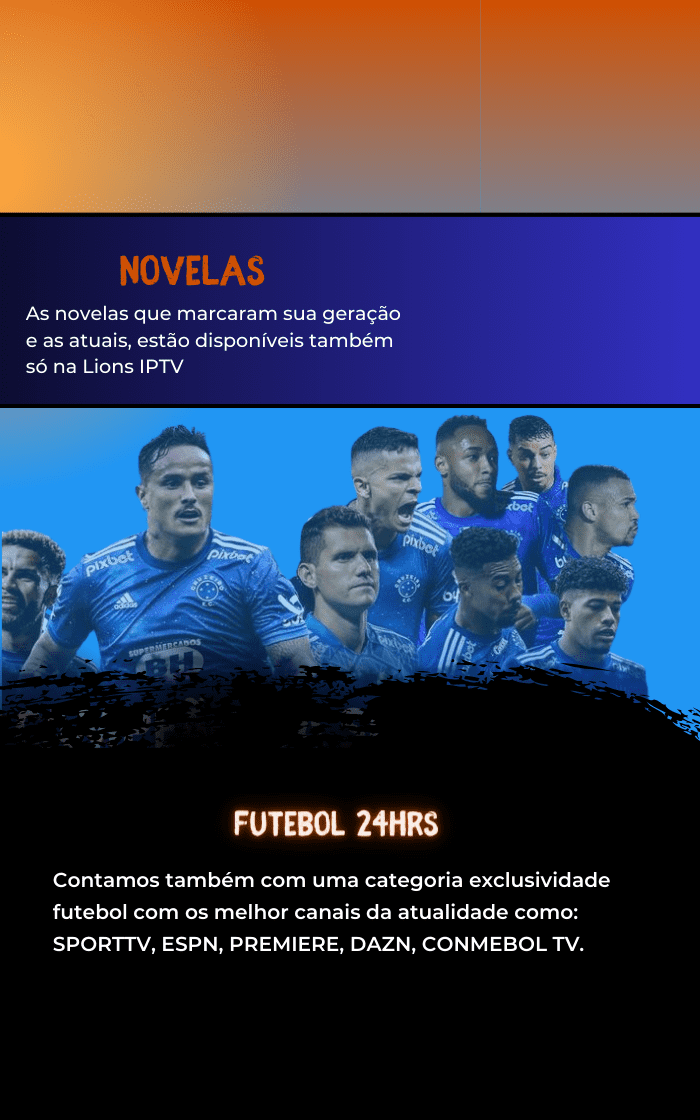 NOVELAS
As novelas que marcaram sua geração
e as atuais, estão disponíveis também
só na Lions IPTV
pixbet
pixbet
adidas
CRUZEIRO
E.C.
SUPERMERCADOS
BH
pixbet
FUTEBOL 24HRS
Contamos também com uma categoria exclusividade
futebol com os melhor canais da atualidade como:
SPORTTV, ESPN, PREMIERE, DAZN, CONMEBOL TV.